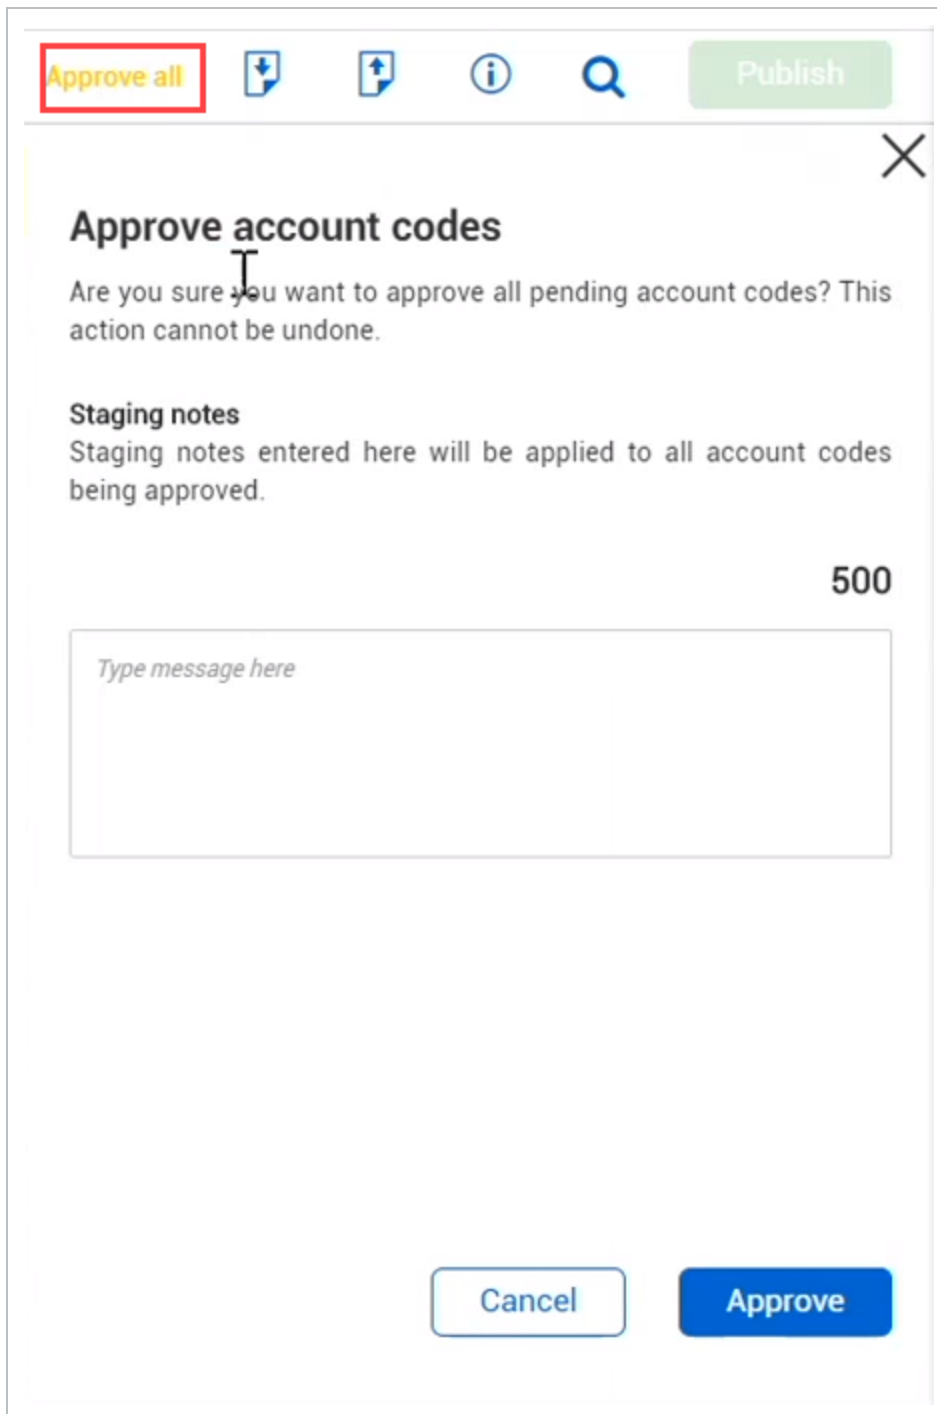 Approve all
Publish
Approve account codes
Are you sure you want to approve all pending account codes? This
action cannot be undone.
Staging notes
Staging notes entered here will be applied to all account codes
being approved.
500
Type message here
Cancel
Approve